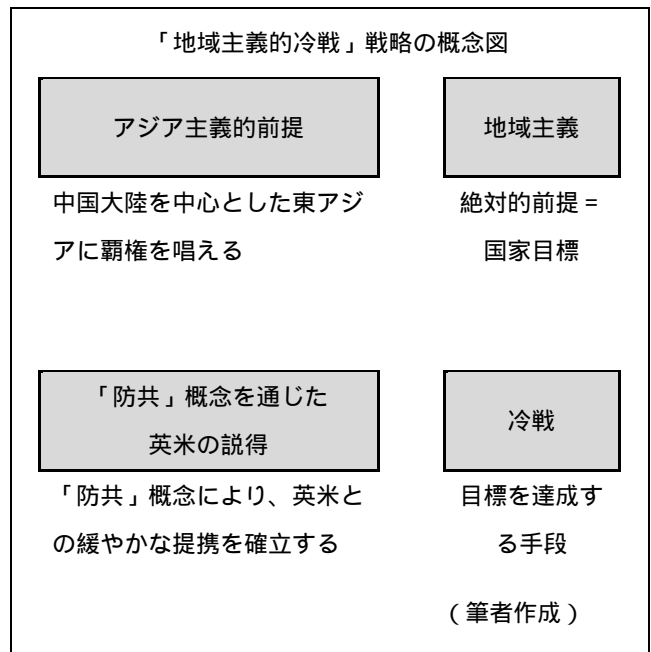 「地域主義的冷戦」戦略の概念図
アジア主義的前提
地域主義
中国大陸を中心とした東アジ
アに覇権を唱える
絶対的前提 =
国家目標
「防共」概念を通じた
英米の説得
冷戦
「防共」概念により、英米と
の緩やかな提携を確立する
目標を達成す
る手段
(筆者作成)